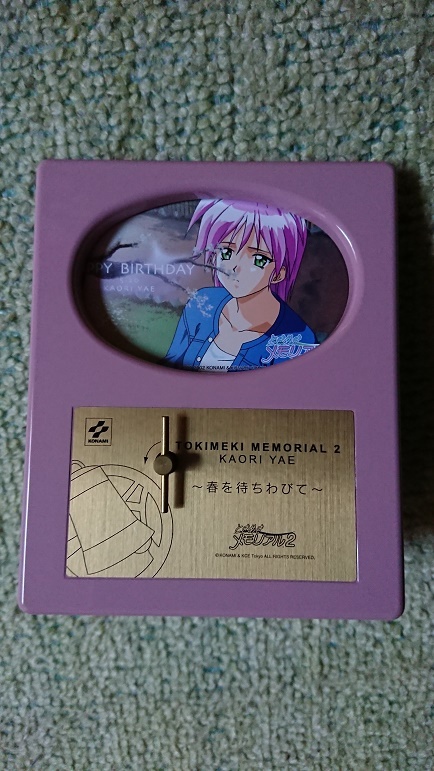 PY BIRTHDAY
KAORI YAE
ときめき
メモリアル
KONAMI
TOKIMEKI MEMORIAL 2
KAORI YAE
～春を待ちわびて～
ときめき
メモリアル2
©KONAMI & KCE Tokyo ALL RIGHTS RESERVED.